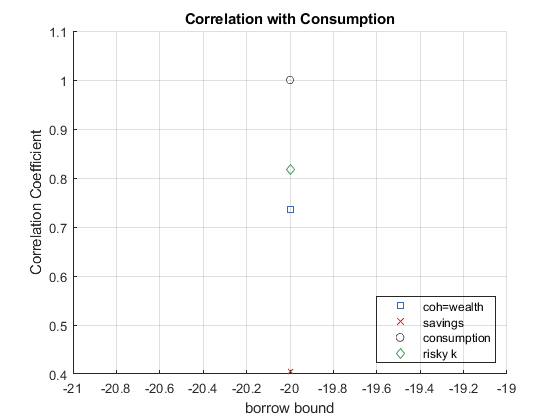 Correlation with Consumption
Correlation Coefficient
1.1
1
0.9
0.8
0.7
0.6
0.5
0.4
coh=wealth
savings
consumption
risky k
-21 -20.8 -20.6 -20.4 -20.2 -20 -19.8 -19.6 -19.4 -19.2 -19
borrow bound